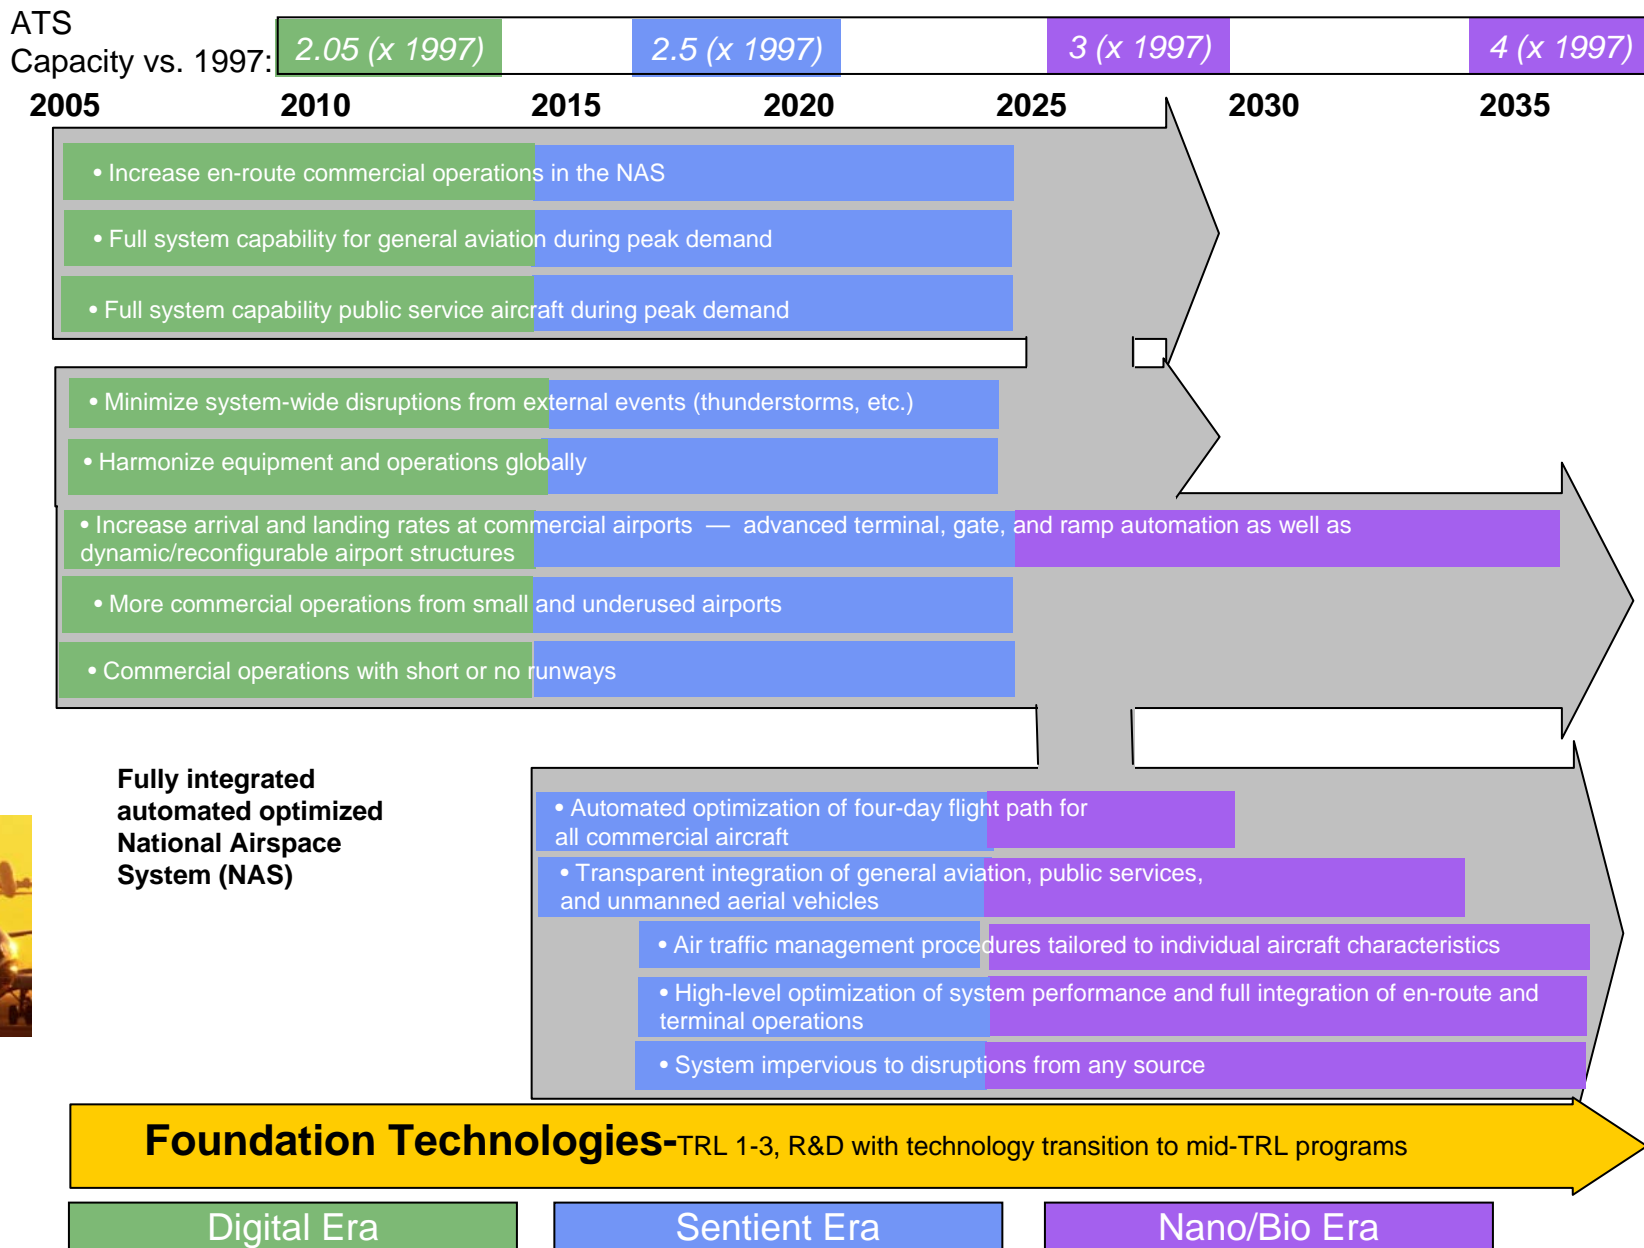 ATS
Capacity vs. 1997:
2.05 (x 1997)
2.5 (x 1997)
3 (x 1997)
4 (x 1997)
2005
2010
2015
2020
2025
2030
2035
• Increase en-route commercial operations in the NAS
• Full system capability for general aviation during peak demand
• Full system capability public service aircraft during peak demand
• Minimize system-wide disruptions from external events (thunderstorms, etc.)
• Harmonize equipment and operations globally
• Increase arrival and landing rates at commercial airports — advanced terminal, gate, and ramp automation as well as
dynamic/reconfigurable airport structures
• More commercial operations from small and underused airports
• Commercial operations with short or no runways
Fully integrated
automated optimized
National Airspace
System (NAS)
• Automated optimization of four-day flight path for
all commercial aircraft
• Transparent integration of general aviation, public services,
and unmanned aerial vehicles
• Air traffic management procedures tailored to individual aircraft characteristics
• High-level optimization of system performance and full integration of en-route and
terminal operations
• System impervious to disruptions from any source
Foundation Technologies-TRL 1-3, R&D with technology transition to mid-TRL programs
Digital Era
Sentient Era
Nano/Bio Era